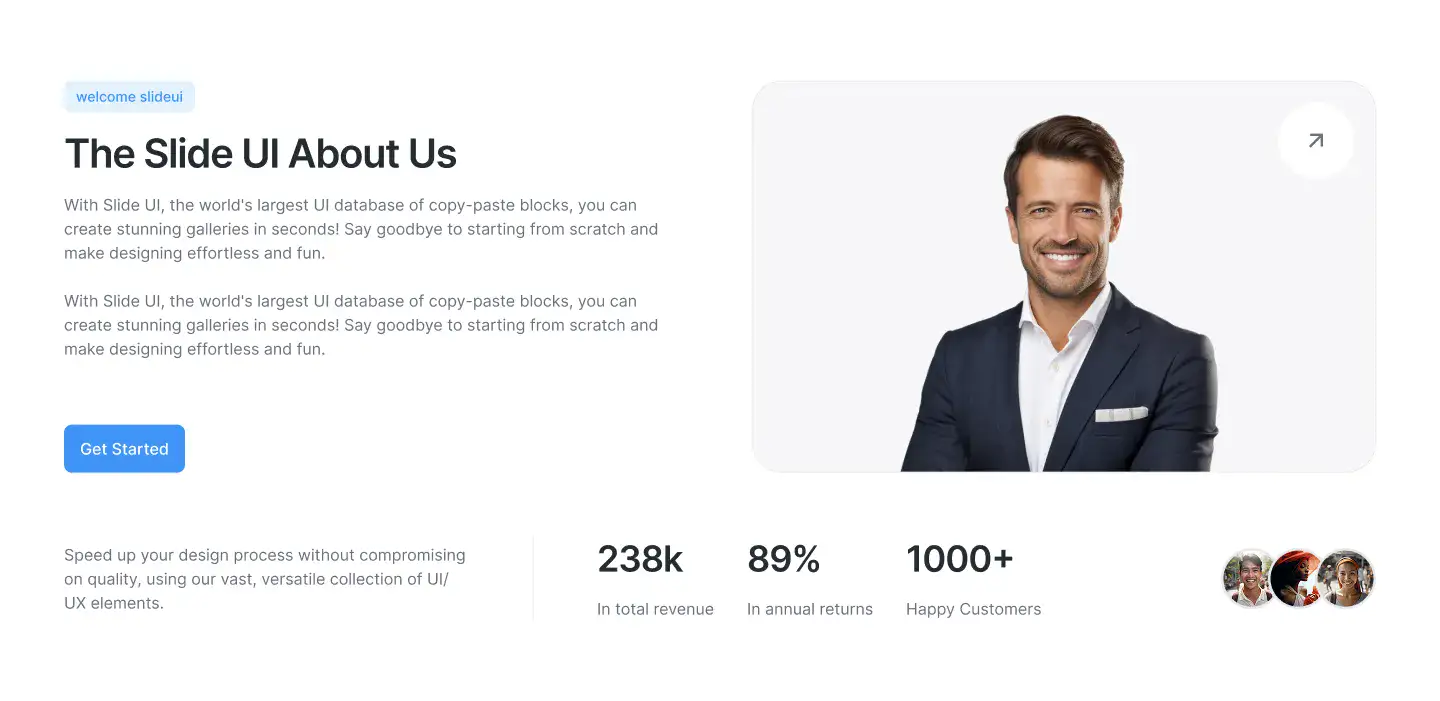 welcome slideui
The Slide UI About Us
With Slide UI, the world's largest UI database of copy-paste blocks, you can
create stunning galleries in seconds! Say goodbye to starting from scratch and
make designing effortless and fun.
With Slide UI, the world's largest UI database of copy-paste blocks, you can
create stunning galleries in seconds! Say goodbye to starting from scratch and
make designing effortless and fun.
Get Started
Speed up your design process without compromising
on quality, using our vast, versatile collection of UI/
UX elements.
238k
In total revenue
89%
In annual returns
1000+
Happy Customers